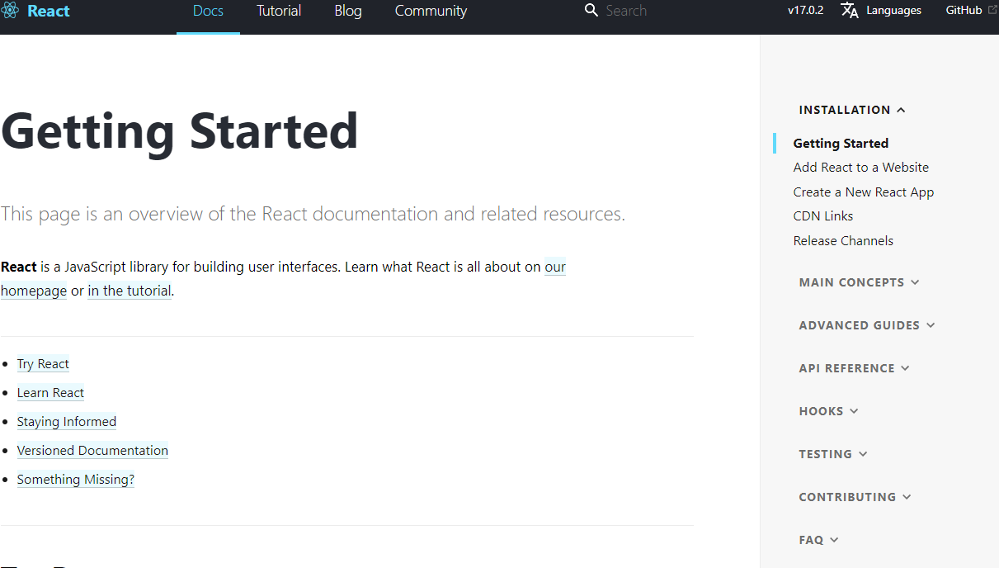 React Docs Tutorial Blog Community Search v17.0.2 Languages GitHub
Getting Started
This page is an overview of the React documentation and related resources.
React is a JavaScript library for building user interfaces. Learn what React is all about on our
homepage or in the tutorial.
Try React
Learn React
Staying Informed
Versioned Documentation
Something Missing?
INSTALLATION
Getting Started
Add React to a Website
Create a New React App
CDN Links
Release Channels
MAIN CONCEPTS
ADVANCED GUIDES
API REFERENCE
HOOKS
TESTING
CONTRIBUTING
FAQ